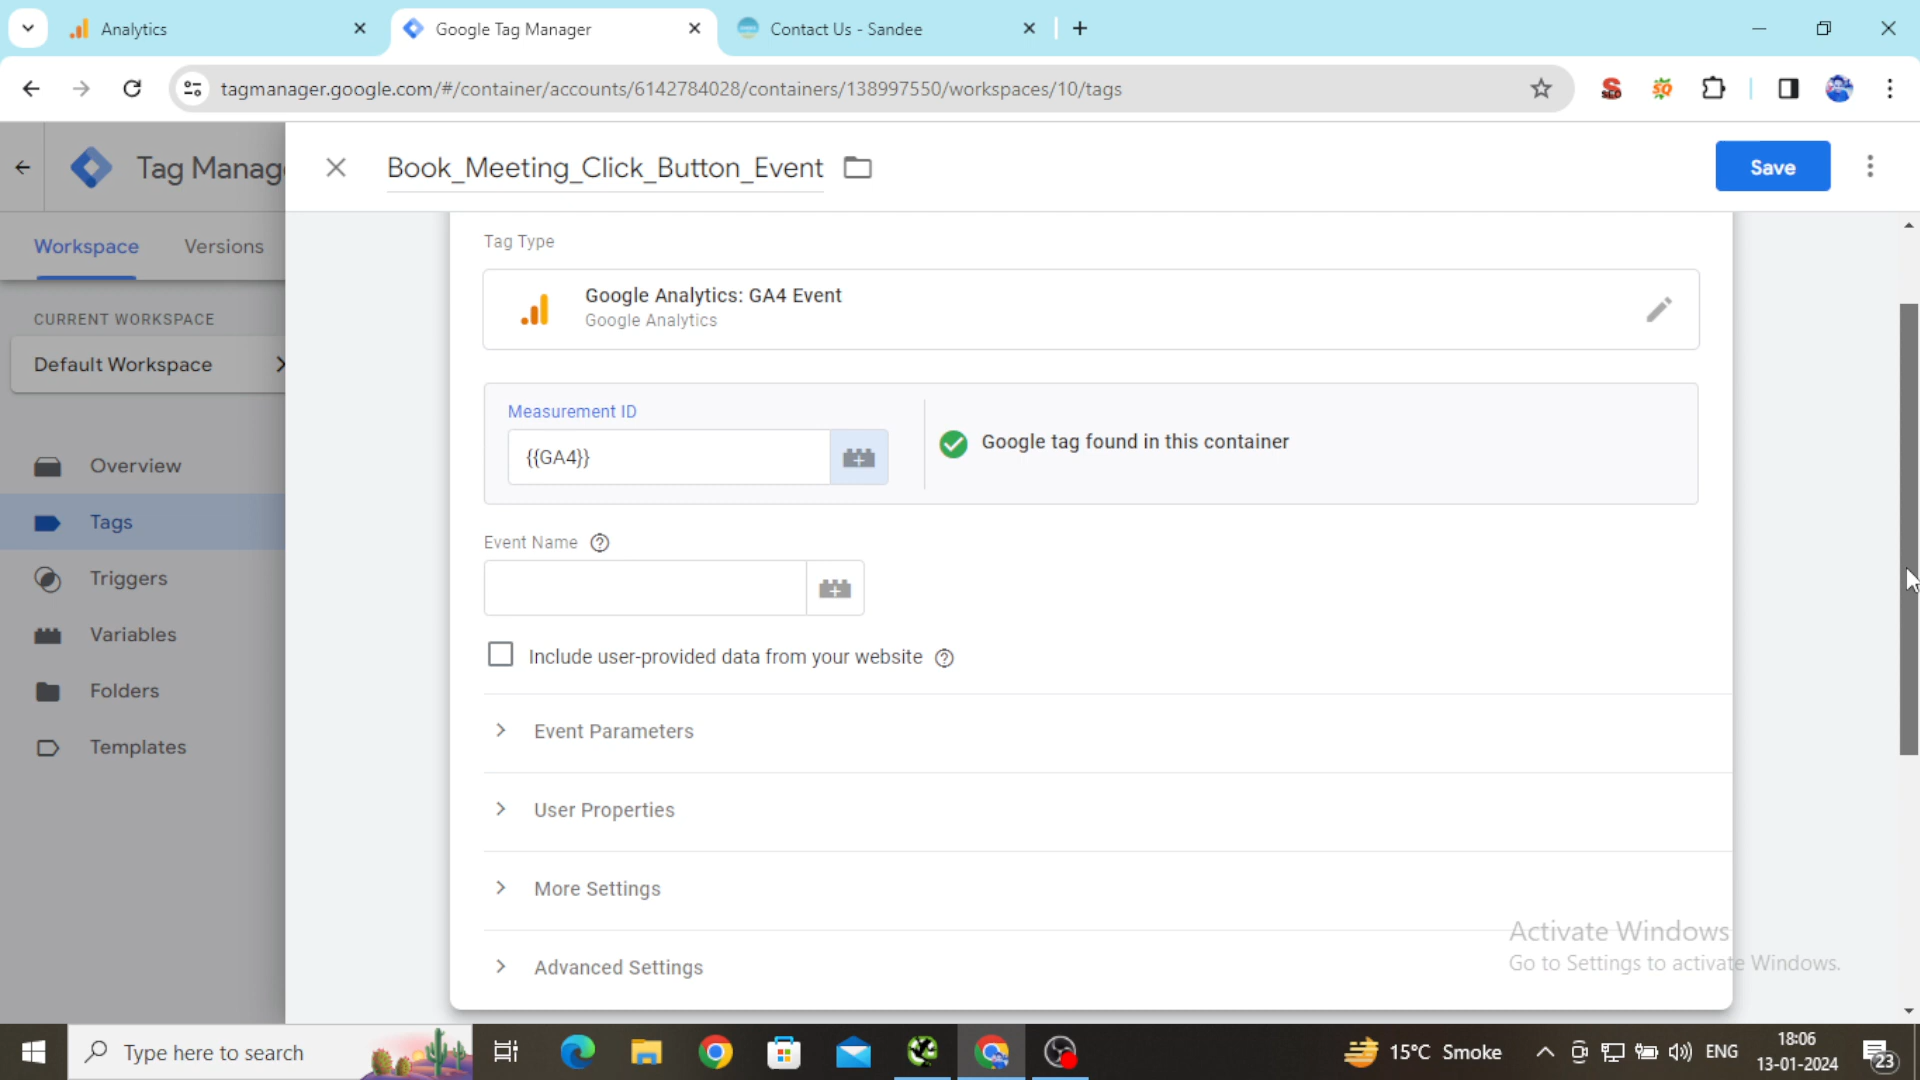 Analytics
Google Tag Manager
Contact Us - Sandee
tagmanager.google.com/#/container/accounts/6142784028/containers/138997550/workspaces/10/tags
SEO
SQ
Tag Manag
Book_Meeting_Click_Button_Event
Save
Workspace
Versions
CURRENT WORKSPACE
Default Workspace
Overview
Tags
Triggers
Variables
Folders
Templates
Tag Type
Google Analytics: GA4 Event
Google Analytics
Measurement ID
{{GA4}}
Google tag found in this container
Event Name
Include user-provided data from your website
Event Parameters
User Properties
More Settings
Advanced Settings
Activate Windows
Go to Settings to activate Windows.
Type here to search
15°C Smoke
ENG
18:06
13-01-2024
23